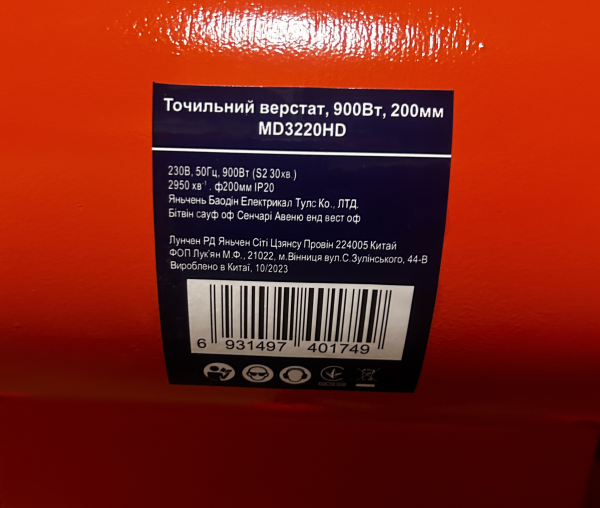 Точильний верстат, 900Вт, 200мм
MD3220HD
230В, 50Гц, 900Вт (S2 30хв.)
2950 хв⁻¹ . ф200мм IP20
Яньчень Баодін Електрикал Тулс Ко., ЛТД.
Бітвін сауф оф Сенчарі Авеню енд вест оф
Лунчен РД Яньчен Сіті Цзянсу Провін 224005 Китай
ФОП Лук'ян М.Ф., 21022, м.Вінниця вул.С.Зулінського, 44-В
Вироблено в Китаї, 10/2023
6 931497 401749